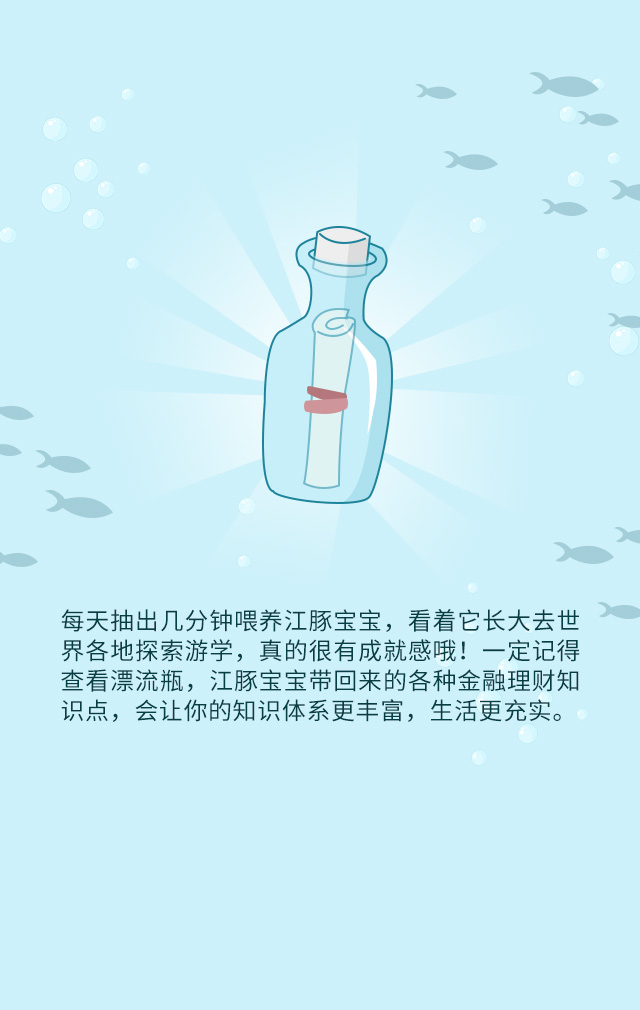 每天抽出几分钟喂养江豚宝宝，看着它长大去世
界各地探索游学，真的很有成就感哦！一定记得
查看漂流瓶，江豚宝宝带回来的各种金融理财知
识点，会让你的知识体系更丰富，生活更充实。